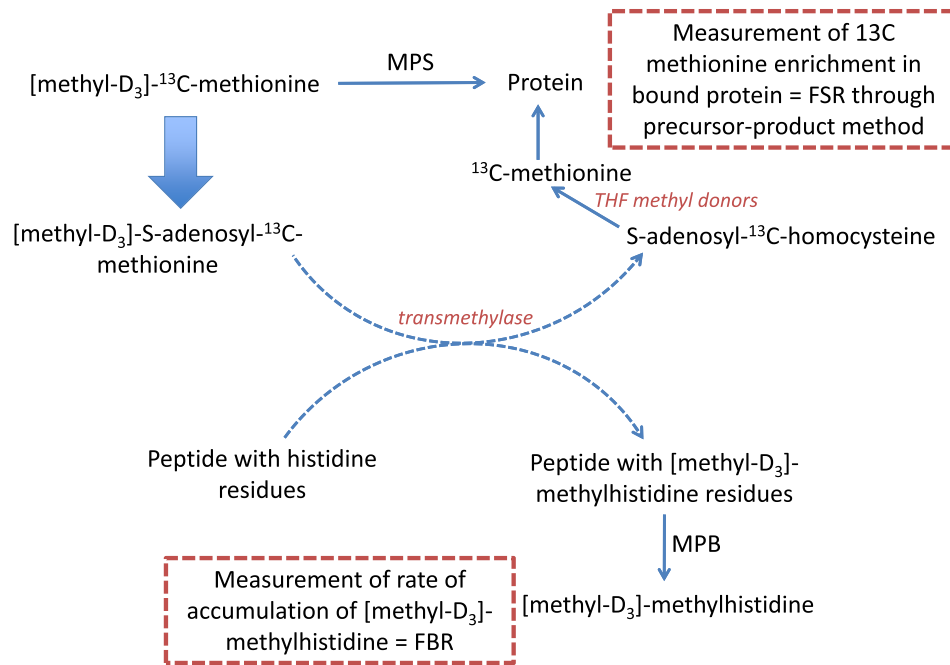 [methyl-D₃]-¹³C-methionine
MPS
Protein
Measurement of 13C
methionine enrichment in
bound protein = FSR through
precursor-product method
¹³C-methionine
THF methyl donors
S-adenosyl-¹³C-homocysteine
[methyl-D₃]-S-adenosyl-¹³C-
methionine
transmethylase
Peptide with histidine
residues
Peptide with [methyl-D₃]-
methylhistidine residues
MPB
[methyl-D₃]-methylhistidine
Measurement of rate of
accumulation of [methyl-D₃]-
methylhistidine = FBR